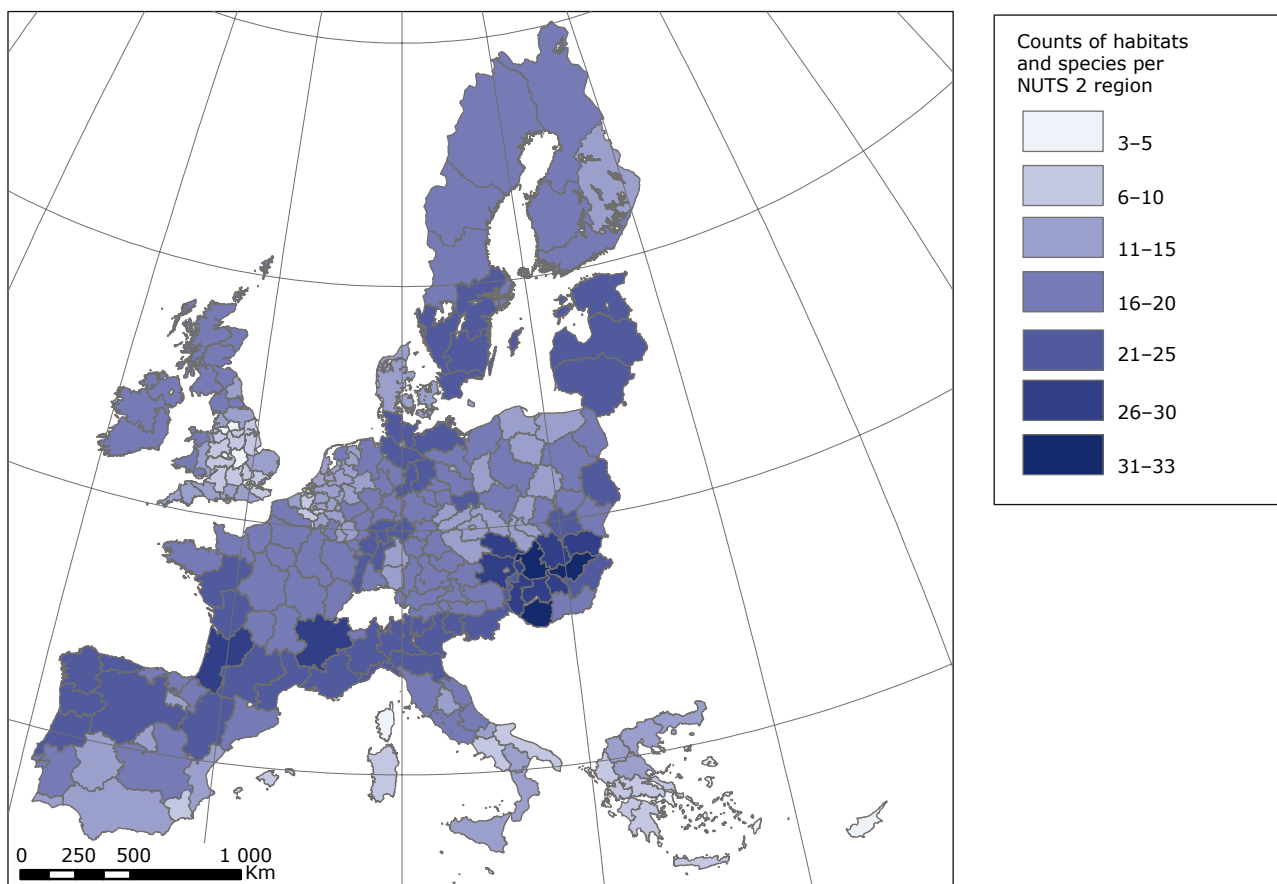 Counts of habitats
and species per
NUTS 2 region
3–5
6–10
11–15
16–20
21–25
26–30
31–33
0 250 500 1 000
Km